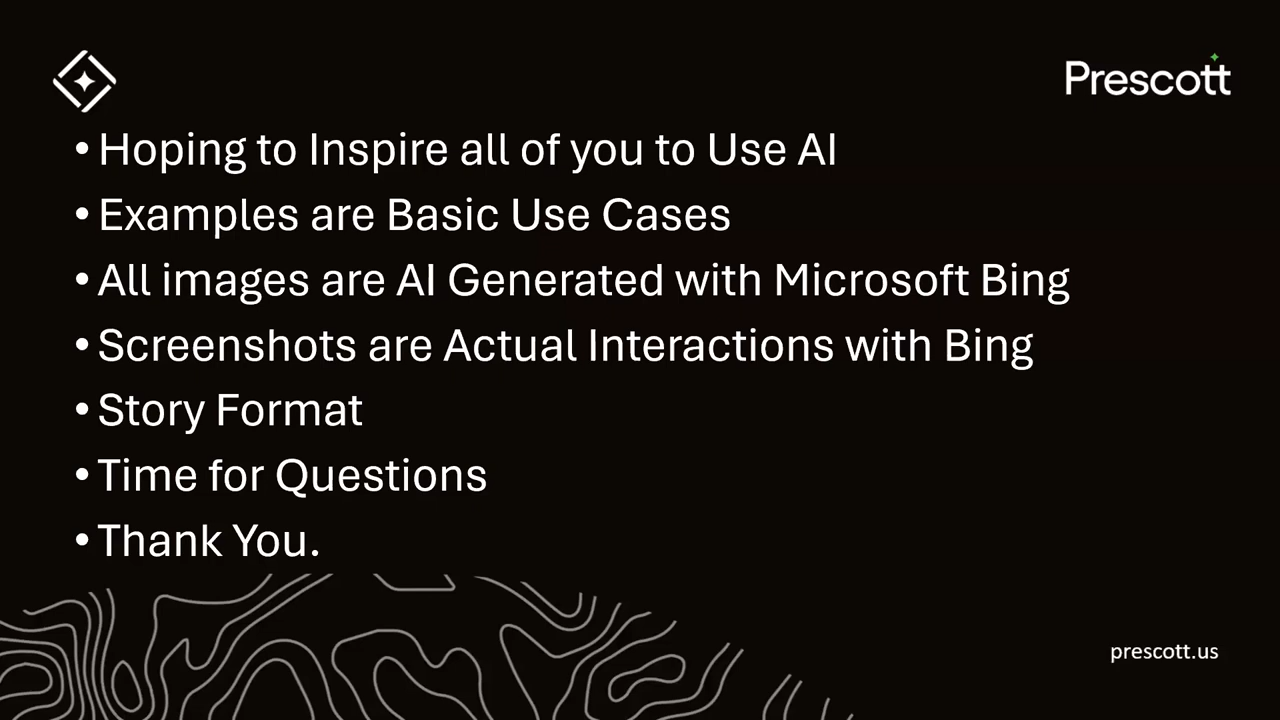 Prescott
• Hoping to Inspire all of you to Use AI
• Examples are Basic Use Cases
• All images are AI Generated with Microsoft Bing
• Screenshots are Actual Interactions with Bing
• Story Format
• Time for Questions
• Thank You.
prescott.us